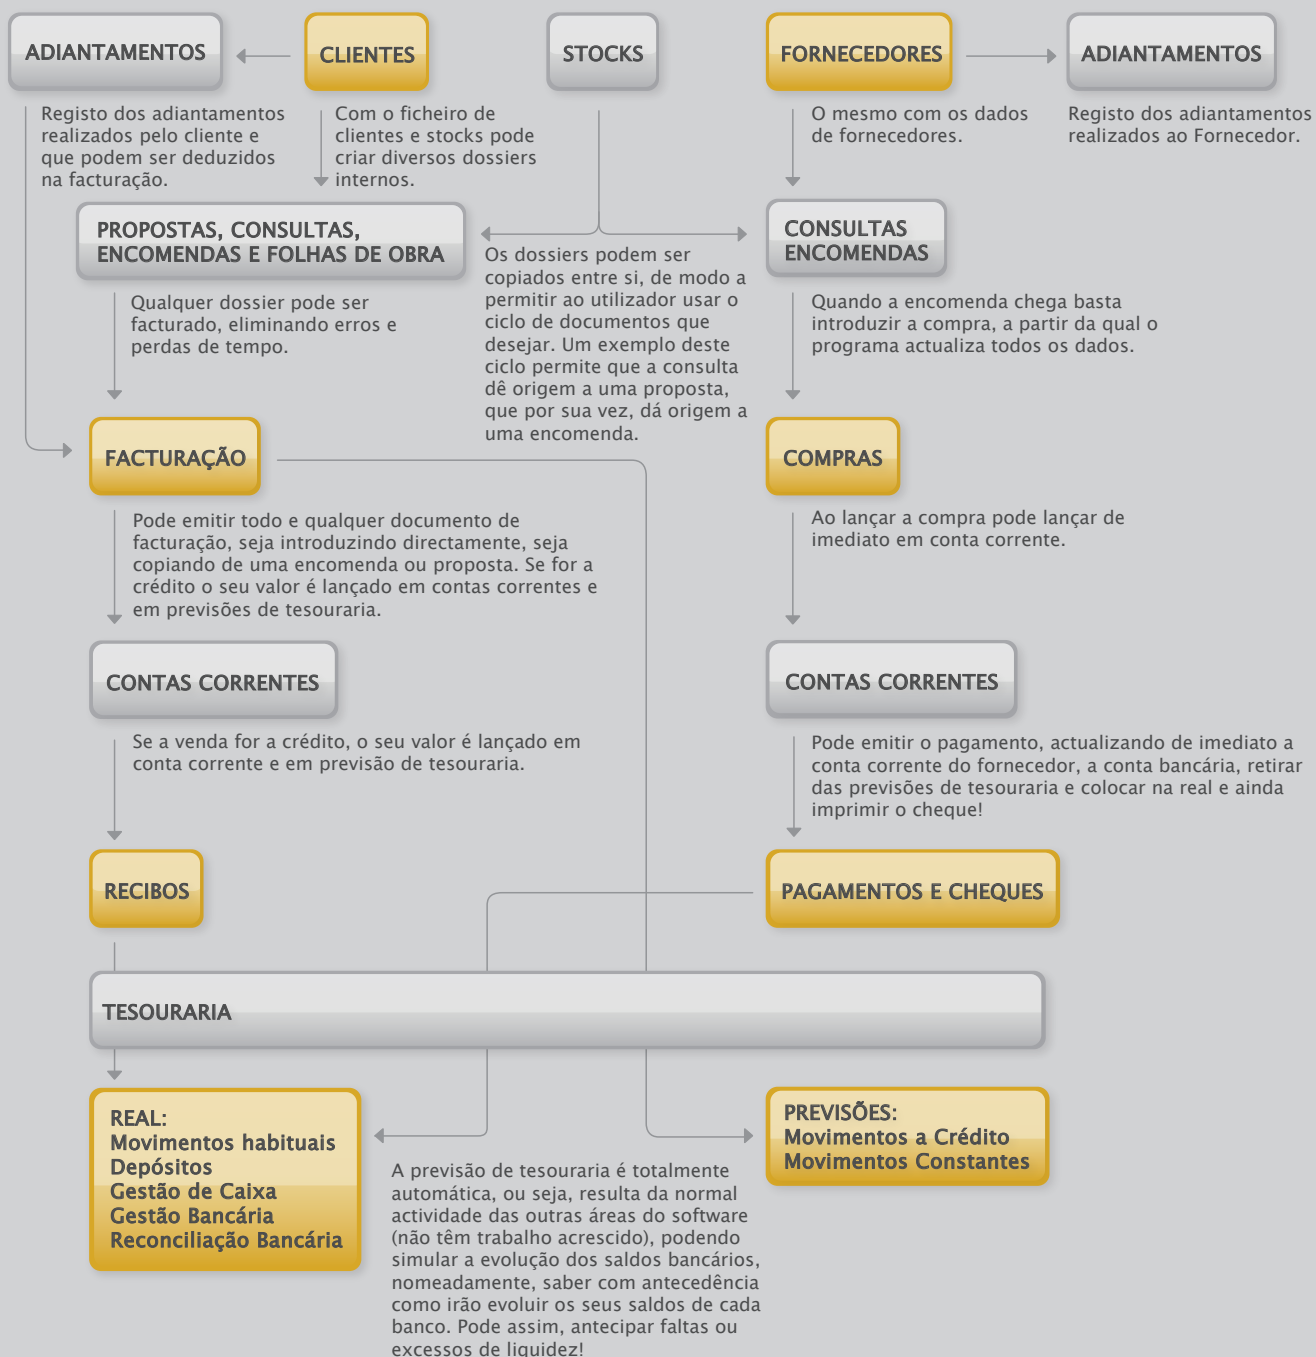 ADIANTAMENTOS
CLIENTES
STOCKS
FORNECEDORES
ADIANTAMENTOS
Registo dos adiantamentos
realizados pelo cliente e
que podem ser deduzidos
na facturação.
Com o ficheiro de
clientes e stocks pode
criar diversos dossiers
internos.
O mesmo com os dados
de fornecedores.
Registo dos adiantamentos
realizados ao Fornecedor.
PROPOSTAS, CONSULTAS,
ENCOMENDAS E FOLHAS DE OBRA
CONSULTAS
ENCOMENDAS
Os dossiers podem ser
copiados entre si, de modo a
permitir ao utilizador usar o
ciclo de documentos que
desejar. Um exemplo deste
ciclo permite que a consulta
dê origem a uma proposta,
que por sua vez, dá origem a
uma encomenda.
Qualquer dossier pode ser
facturado, eliminando erros e
perdas de tempo.
Quando a encomenda chega basta
introduzir a compra, a partir da qual o
programa actualiza todos os dados.
FACTURAÇÃO
COMPRAS
Pode emitir todo e qualquer documento de
facturação, seja introduzindo directamente, seja
copiando de uma encomenda ou proposta. Se for a
crédito o seu valor é lançado em contas correntes e
em previsões de tesouraria.
Ao lançar a compra pode lançar de
imediato em conta corrente.
CONTAS CORRENTES
CONTAS CORRENTES
Se a venda for a crédito, o seu valor é lançado em
conta corrente e em previsão de tesouraria.
Pode emitir o pagamento, actualizando de imediato a
conta corrente do fornecedor, a conta bancária, retirar
das previsões de tesouraria e colocar na real e ainda
imprimir o cheque!
RECIBOS
PAGAMENTOS E CHEQUES
TESOURARIA
REAL:
Movimentos habituais
Depósitos
Gestão de Caixa
Gestão Bancária
Reconciliação Bancária
PREVISÕES:
Movimentos a Crédito
Movimentos Constantes
A previsão de tesouraria é totalmente
automática, ou seja, resulta da normal
actividade das outras áreas do software
(não têm trabalho acrescido), podendo
simular a evolução dos saldos bancários,
nomeadamente, saber com antecedência
como irão evoluir os seus saldos de cada
banco. Pode assim, antecipar faltas ou
excessos de liquidez!